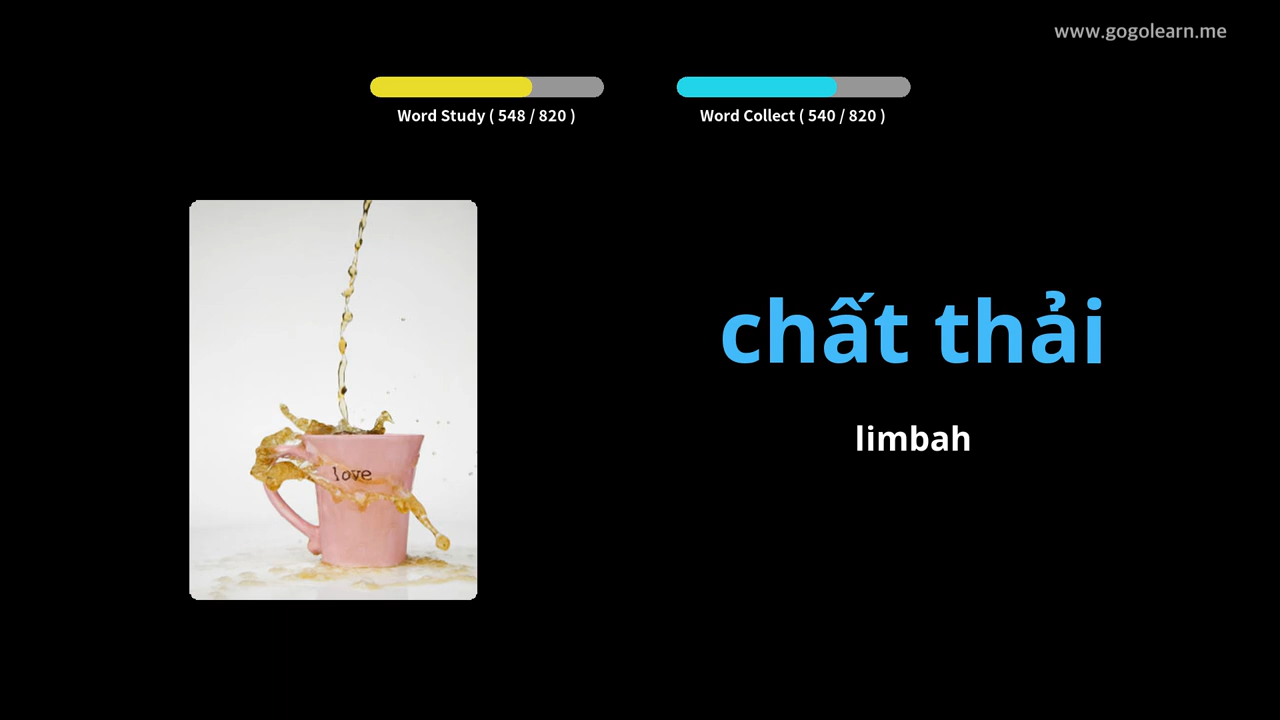 www.gogolearn.me
Word Study ( 548 / 820 )
Word Collect ( 540 / 820 )
love
chất thải
limbah